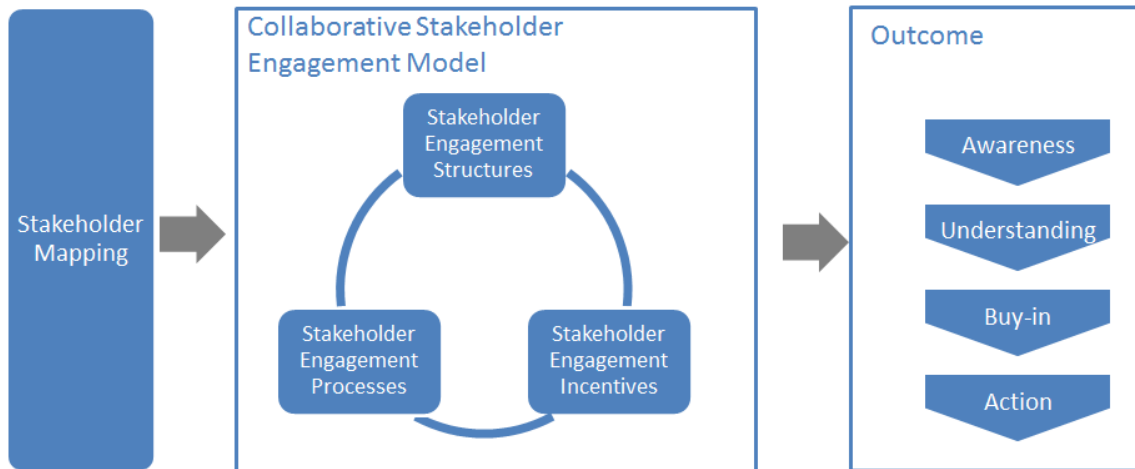 Stakeholder
Mapping
Collaborative Stakeholder
Engagement Model
Stakeholder
Engagement
Structures
Stakeholder
Engagement
Processes
Stakeholder
Engagement
Incentives
Outcome
Awareness
Understanding
Buy-in
Action